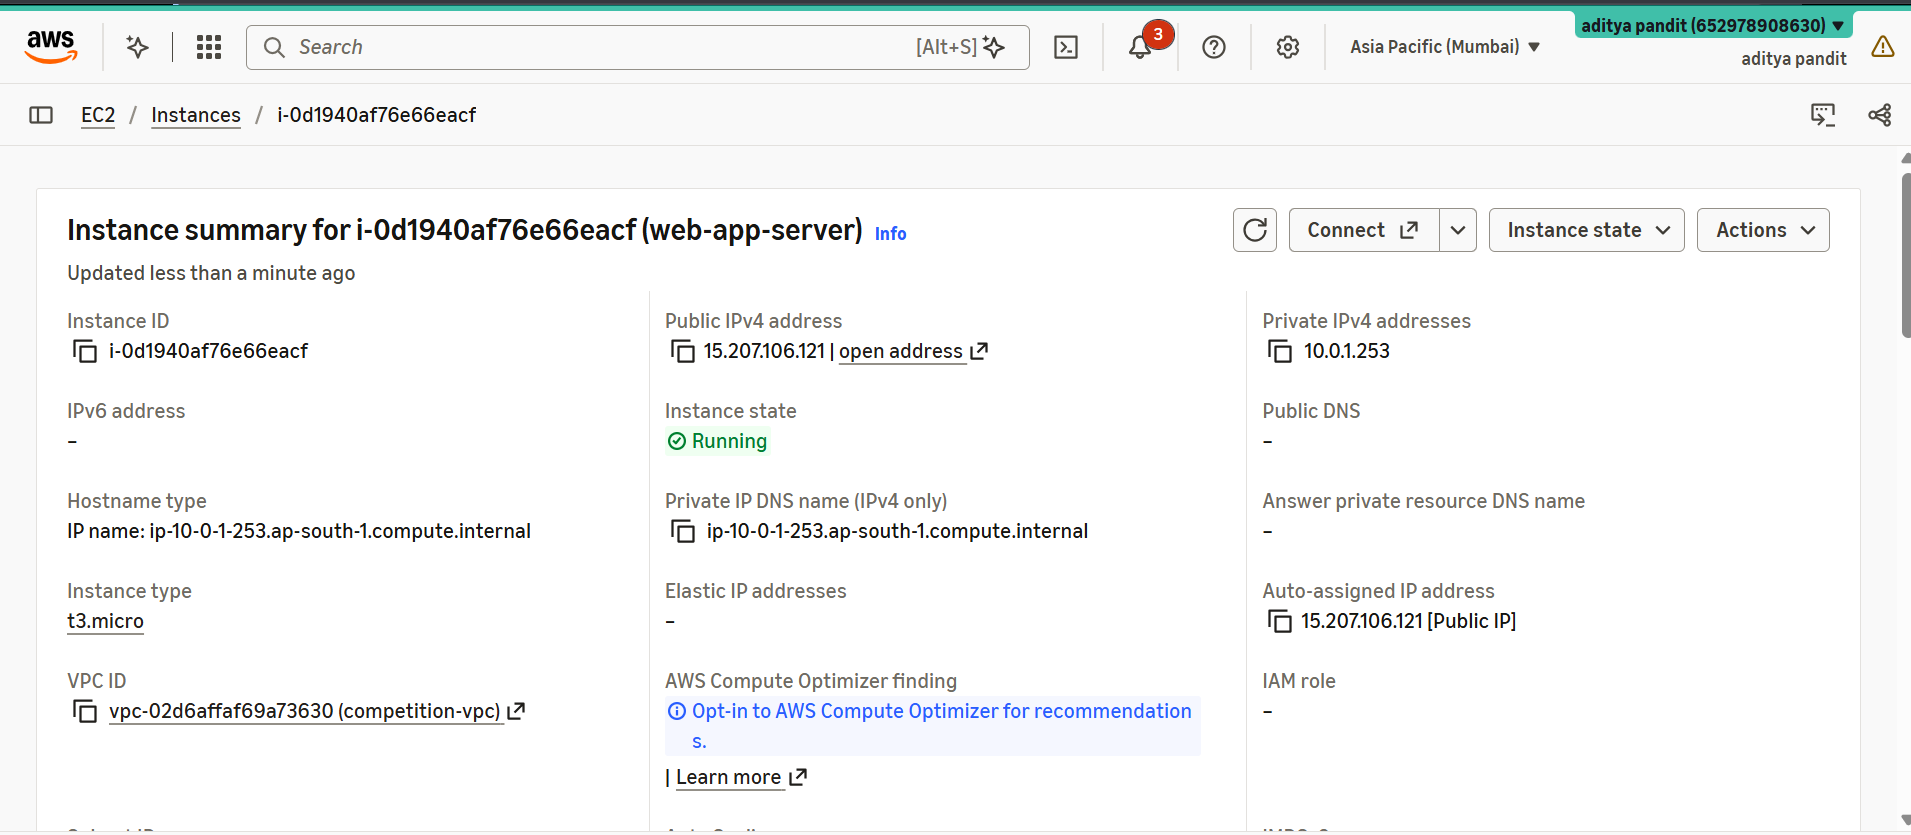 aws
Search
[Alt+S]
3
Asia Pacific (Mumbai)
aditya pandit (652978908630)
aditya pandit
EC2 / Instances / i-0d1940af76e66eacf
Instance summary for i-0d1940af76e66eacf (web-app-server) Info
Updated less than a minute ago
Connect
Instance state
Actions
Instance ID
i-0d1940af76e66eacf
Public IPv4 address
15.207.106.121 | open address
Private IPv4 addresses
10.0.1.253
IPv6 address
–
Instance state
Running
Public DNS
–
Hostname type
IP name: ip-10-0-1-253.ap-south-1.compute.internal
Private IP DNS name (IPv4 only)
ip-10-0-1-253.ap-south-1.compute.internal
Answer private resource DNS name
–
Instance type
t3.micro
Elastic IP addresses
–
Auto-assigned IP address
15.207.106.121 [Public IP]
VPC ID
vpc-02d6affaf69a73630 (competition-vpc)
AWS Compute Optimizer finding
Opt-in to AWS Compute Optimizer for recommendation
s.
| Learn more
IAM role
–